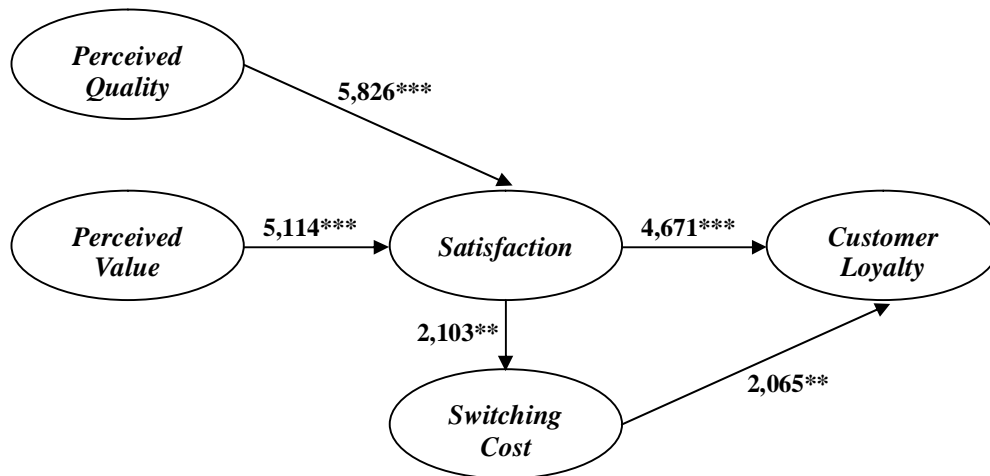 Perceived
Quality
5,826***
Perceived
Value
5,114***
Satisfaction
4,671***
Customer
Loyalty
2,103**
2,065**
Switching
Cost